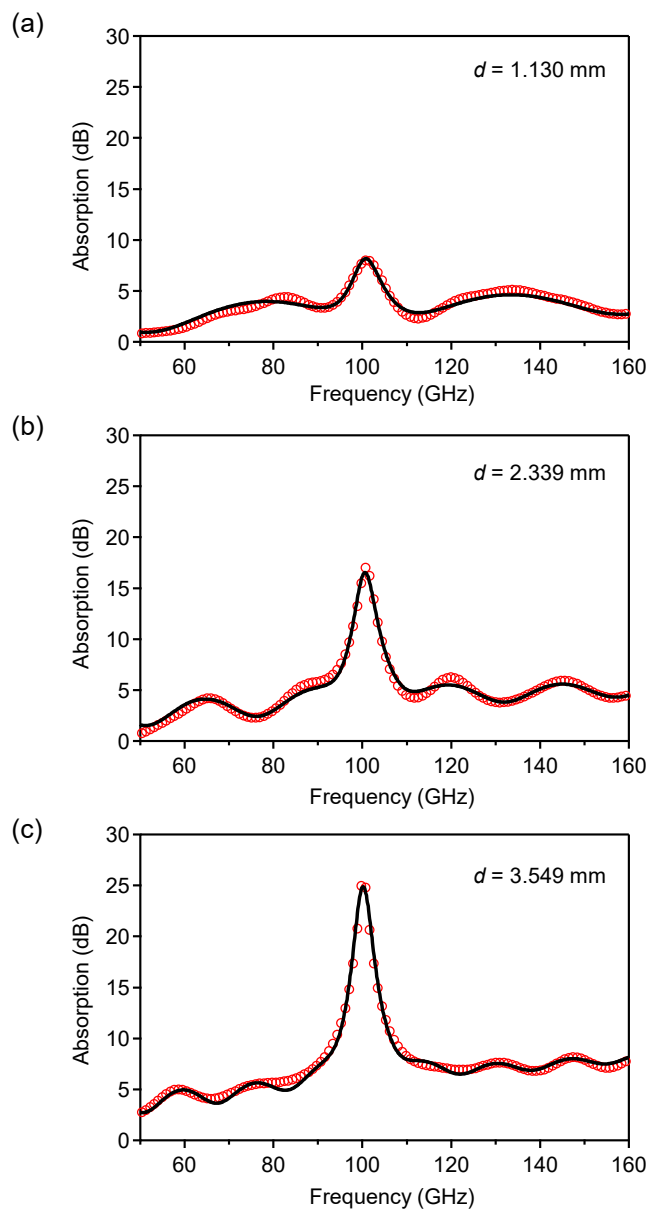 (a)
30
25
20
15
10
5
0
Absorption (dB)
d = 1.130 mm
60 80 100 120 140 160
Frequency (GHz)
(b)
30
25
20
15
10
5
0
Absorption (dB)
d = 2.339 mm
60 80 100 120 140 160
Frequency (GHz)
(c)
30
25
20
15
10
5
0
Absorption (dB)
d = 3.549 mm
60 80 100 120 140 160
Frequency (GHz)